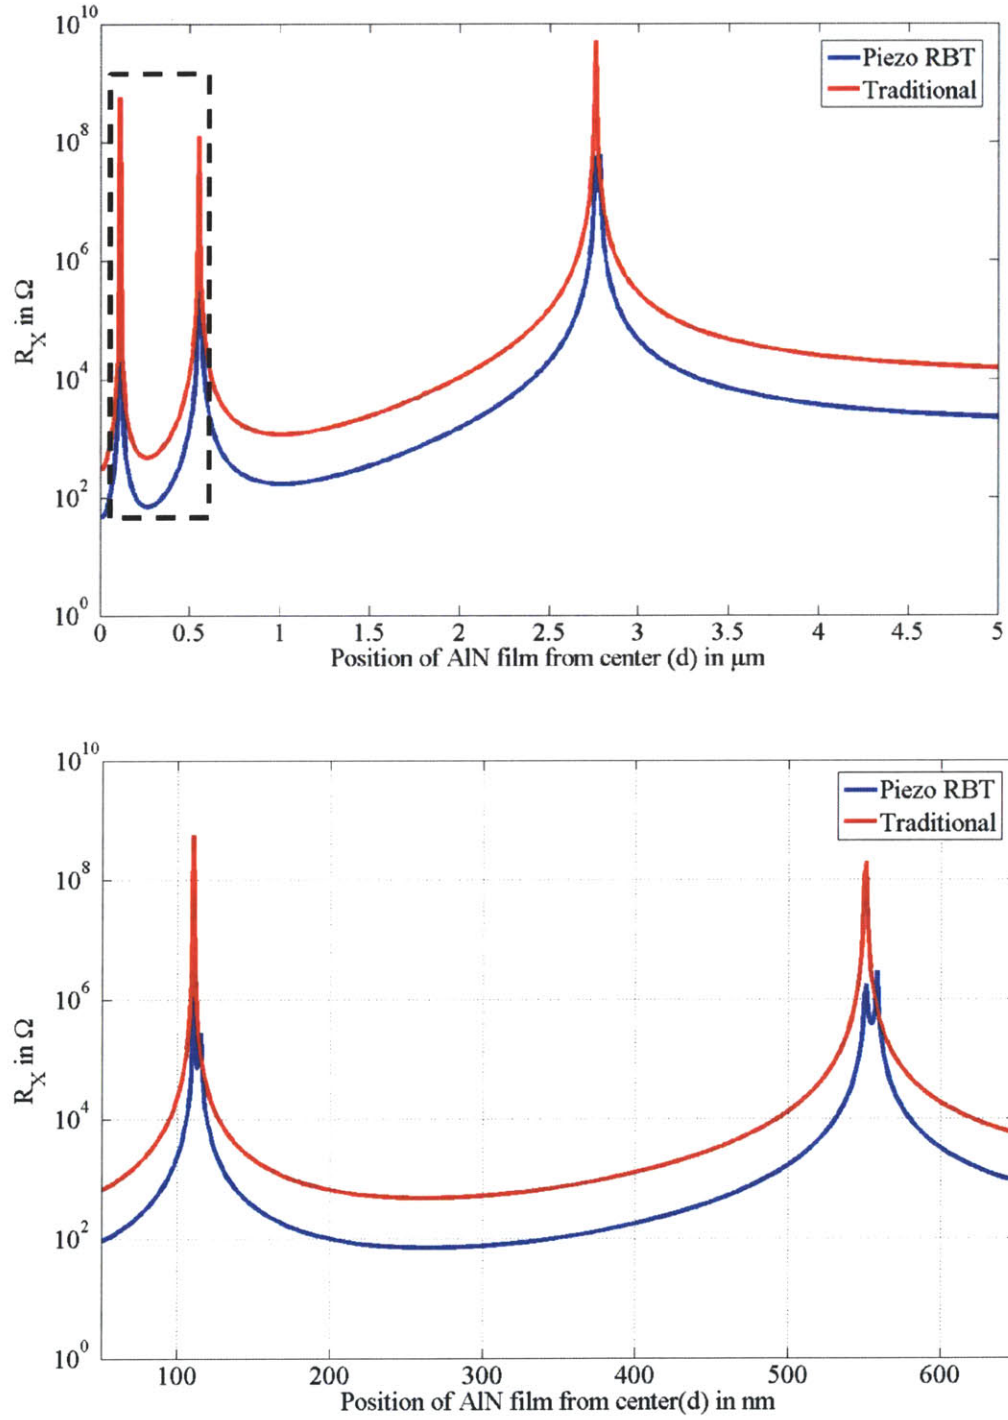 10^10
Piezo RBT
Traditional
10^8
10^6
R_X in Ω
10^4
10^2
10^0
0 0.5 1 1.5 2 2.5 3 3.5 4 4.5 5
Position of AlN film from center (d) in μm
10^10
Piezo RBT
Traditional
10^8
10^6
R_X in Ω
10^4
10^2
10^0
100 200 300 400 500 600
Position of AlN film from center(d) in nm